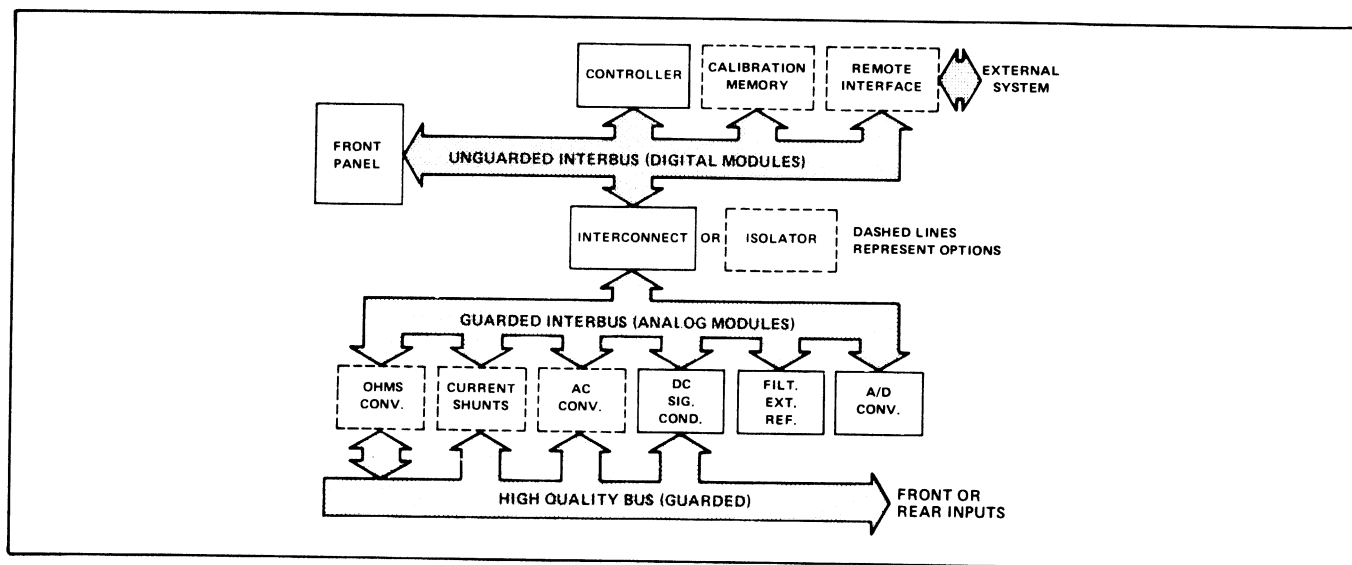 CONTROLLER
CALIBRATION
MEMORY
REMOTE
INTERFACE
EXTERNAL
SYSTEM
FRONT
PANEL
UNGUARDED INTERBUS (DIGITAL MODULES)
INTERCONNECT
OR
ISOLATOR
DASHED LINES
REPRESENT OPTIONS
GUARDED INTERBUS (ANALOG MODULES)
OHMS
CONV.
CURRENT
SHUNTS
AC
CONV.
DC
SIG.
COND.
FILT.
EXT.
REF.
A/D
CONV.
HIGH QUALITY BUS (GUARDED)
FRONT OR
REAR INPUTS